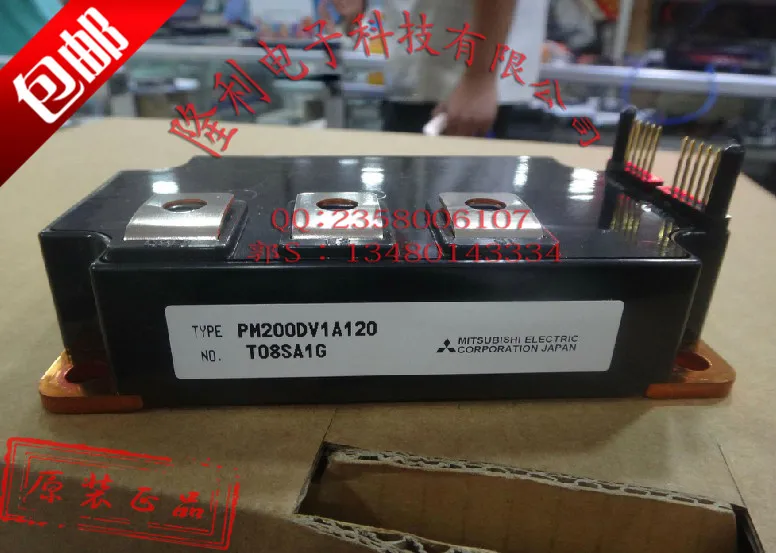 包邮
隆利电子科技有限公司
QQ:2358006107
郭S：13480143334
TYPE PM200DV1A120
NO. T08SA1G
MITSUBISHI ELECTRIC
CORPORATION JAPAN
原装正品